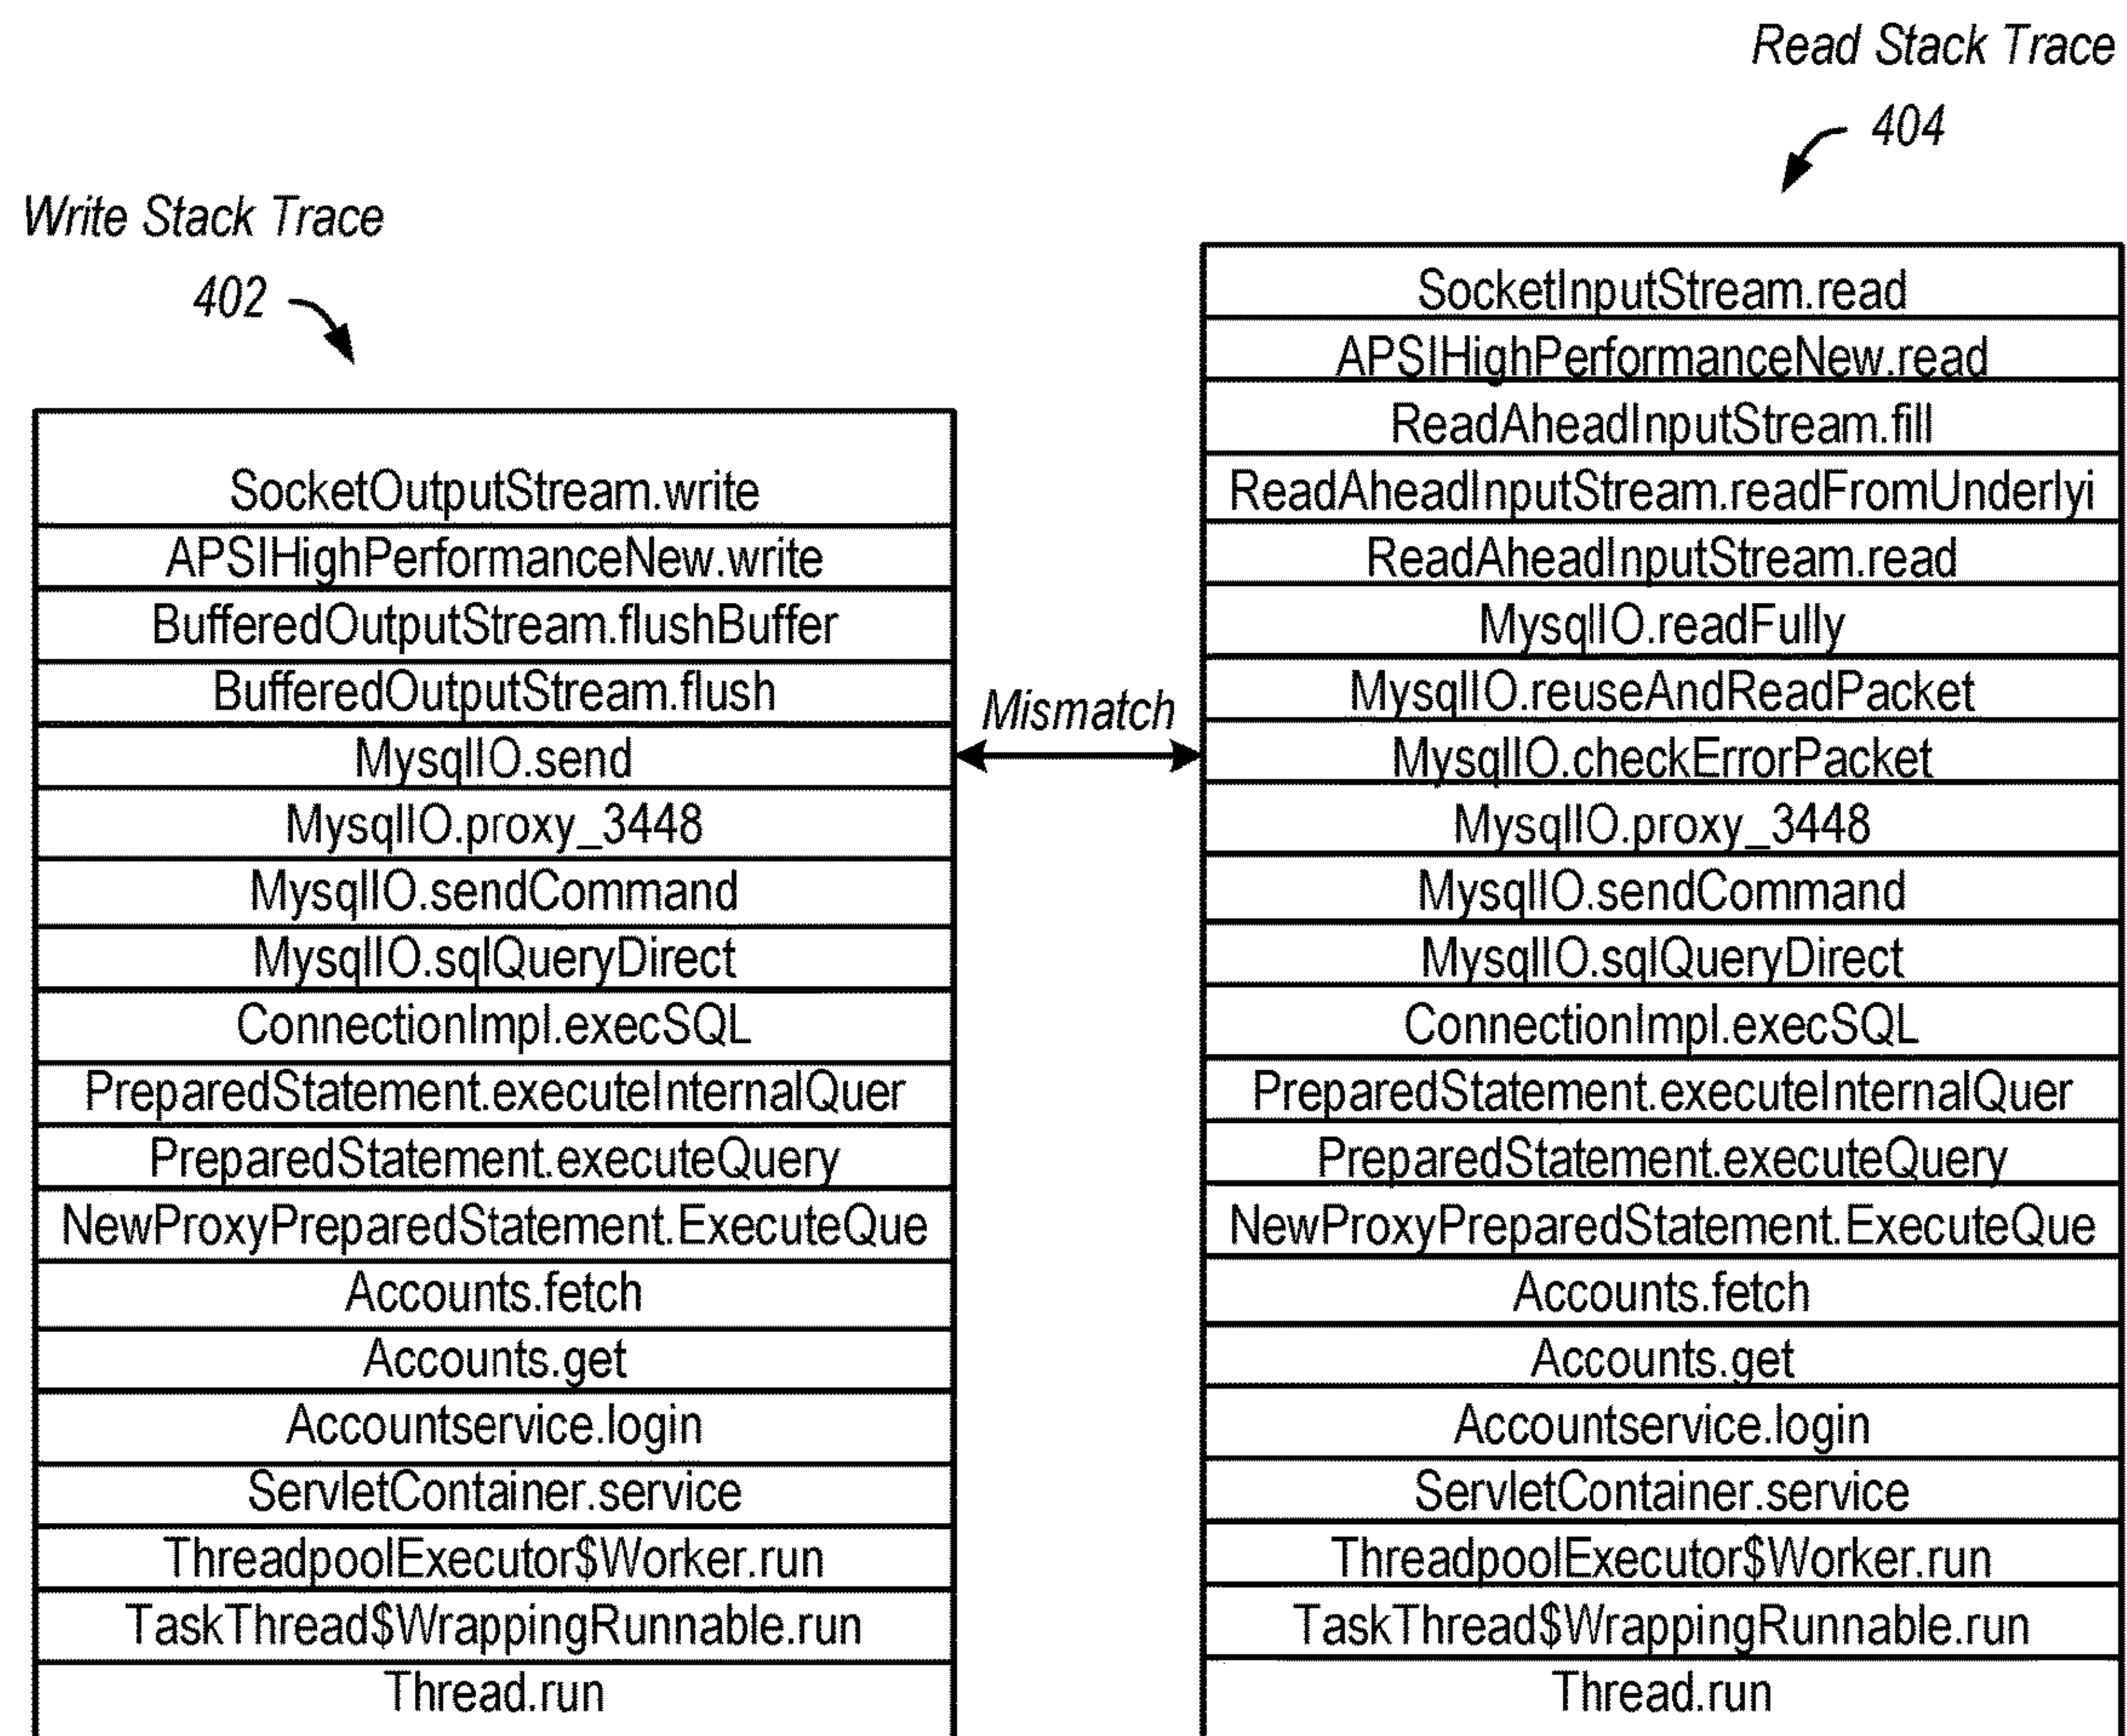 Read Stack Trace
404
Write Stack Trace
402
SocketOutputStream.write
APSIHighPerformanceNew.write
BufferedOutputStream.flushBuffer
BufferedOutputStream.flush
MysqlIO.send
MysqlIO.proxy_3448
MysqlIO.sendCommand
MysqlIO.sqlQueryDirect
ConnectionImpl.execSQL
PreparedStatement.executeInternalQuer
PreparedStatement.executeQuery
NewProxyPreparedStatement.ExecuteQue
Accounts.fetch
Accounts.get
Accountservice.login
ServletContainer.service
ThreadpoolExecutor$Worker.run
TaskThread$WrappingRunnable.run
Thread.run
Mismatch
SocketInputStream.read
APSIHighPerformanceNew.read
ReadAheadInputStream.fill
ReadAheadInputStream.readFromUnderlyi
ReadAheadInputStream.read
MysqlIO.readFully
MysqlIO.reuseAndReadPacket
MysqlIO.checkErrorPacket
MysqlIO.proxy_3448
MysqlIO.sendCommand
MysqlIO.sqlQueryDirect
ConnectionImpl.execSQL
PreparedStatement.executeInternalQuer
PreparedStatement.executeQuery
NewProxyPreparedStatement.ExecuteQue
Accounts.fetch
Accounts.get
Accountservice.login
ServletContainer.service
ThreadpoolExecutor$Worker.run
TaskThread$WrappingRunnable.run
Thread.run